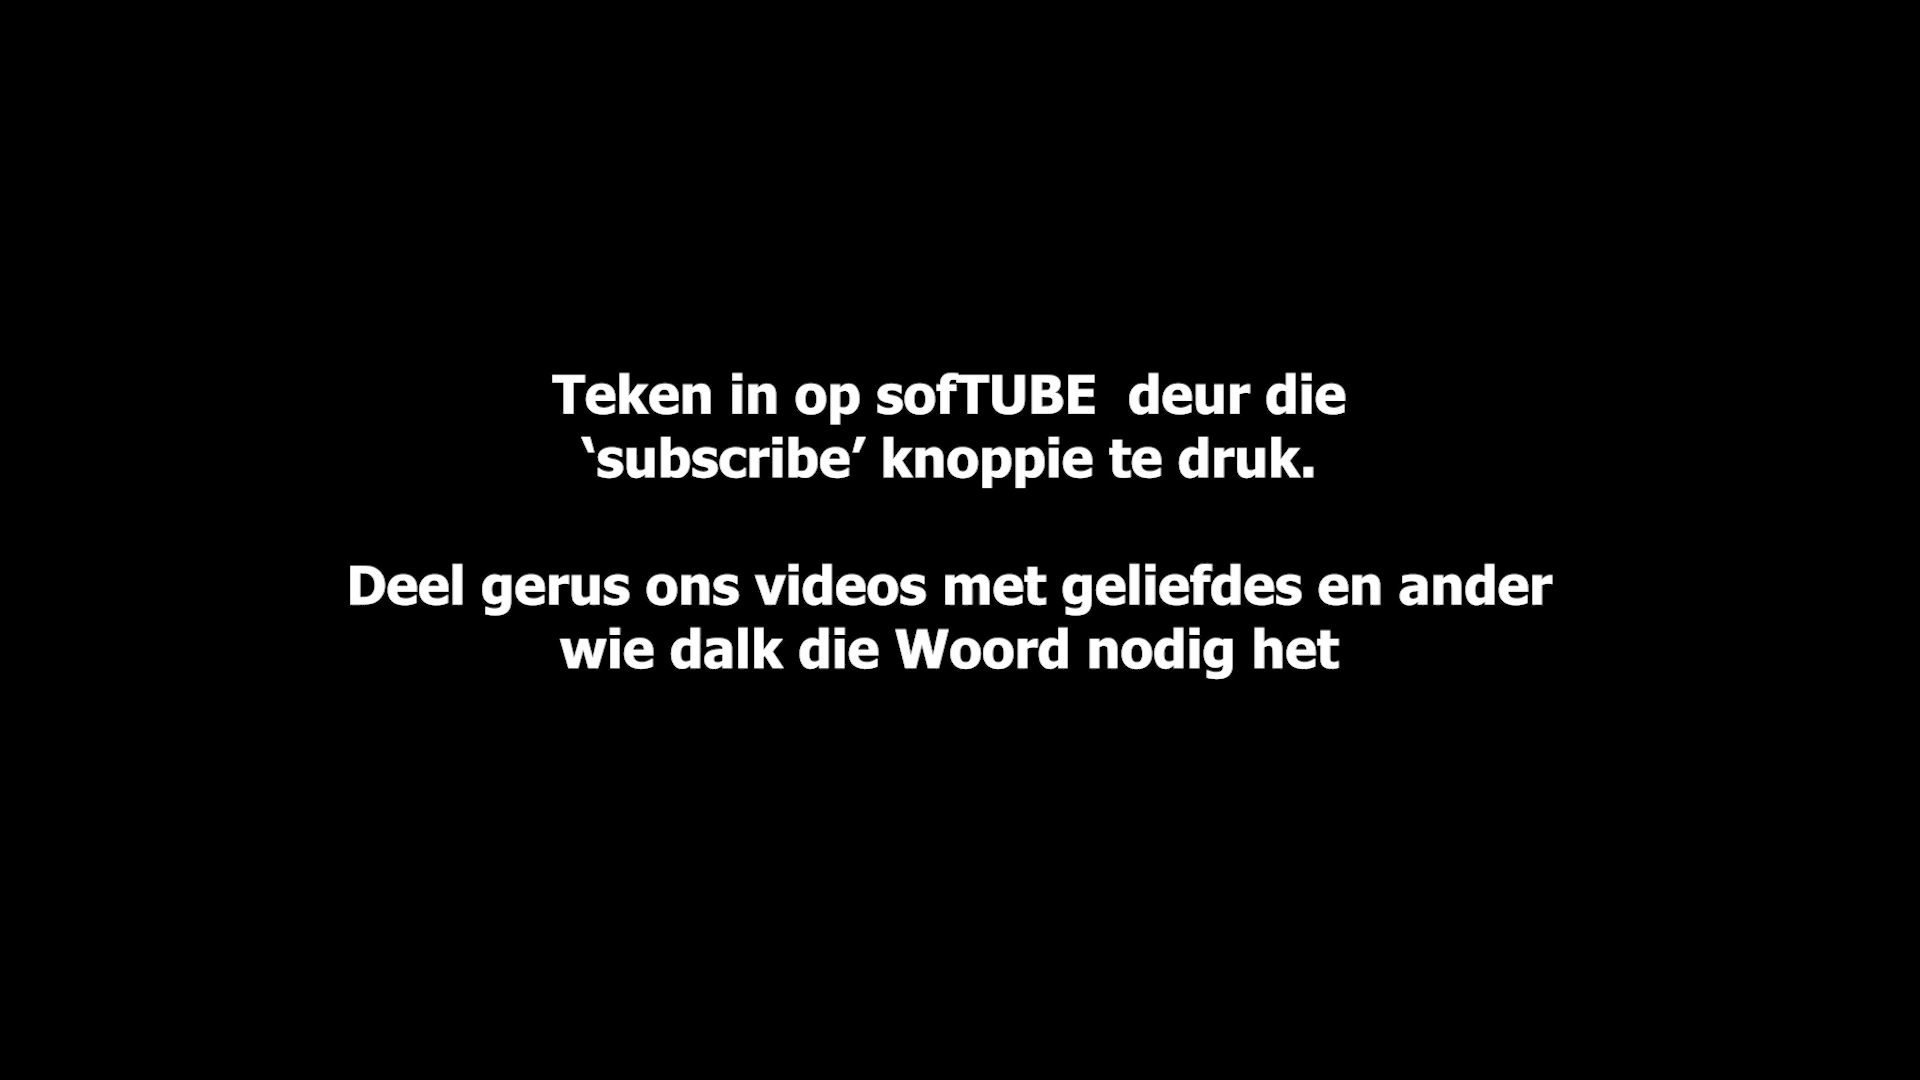 Teken in op sofTUBE  deur die
‘subscribe’ knoppie te druk.
Deel gerus ons videos met geliefdes en ander
wie dalk die Woord nodig het